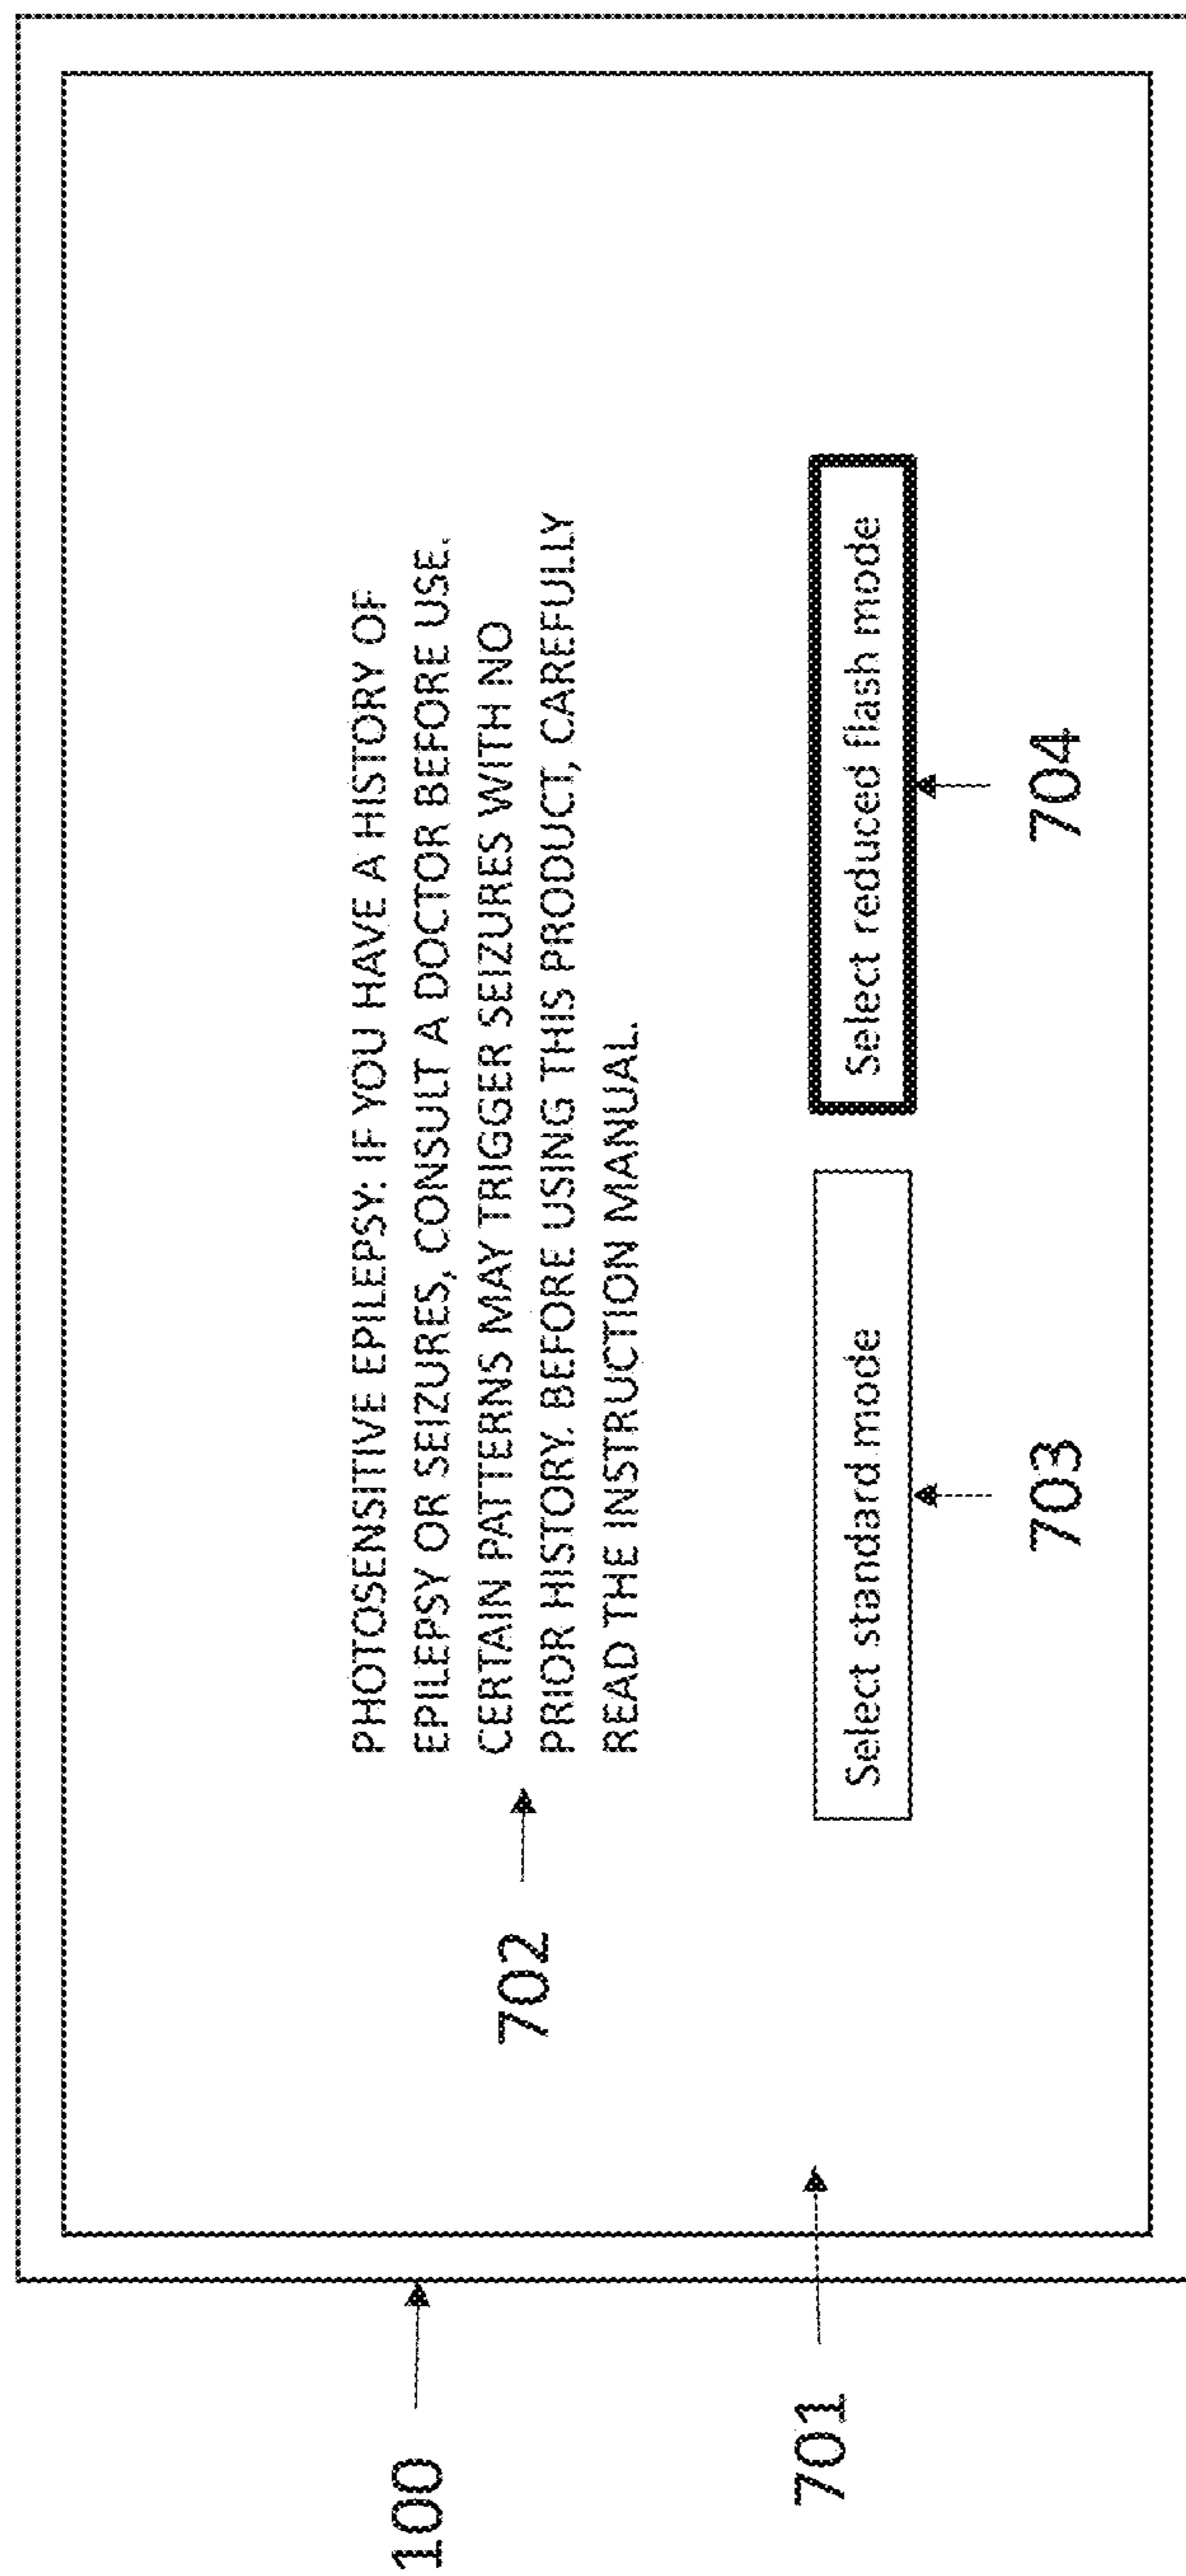 PHOTOSENSITIVE EPILEPSY: IF YOU HAVE A HISTORY OF
EPILEPSY OR SEIZURES, CONSULT A DOCTOR BEFORE USE.
CERTAIN PATTERNS MAY TRIGGER SEIZURES WITH NO
PRIOR HISTORY. BEFORE USING THIS PRODUCT, CAREFULLY
READ THE INSTRUCTION MANUAL.
100
702
701
Select standard mode
Select reduced flash mode
703
704